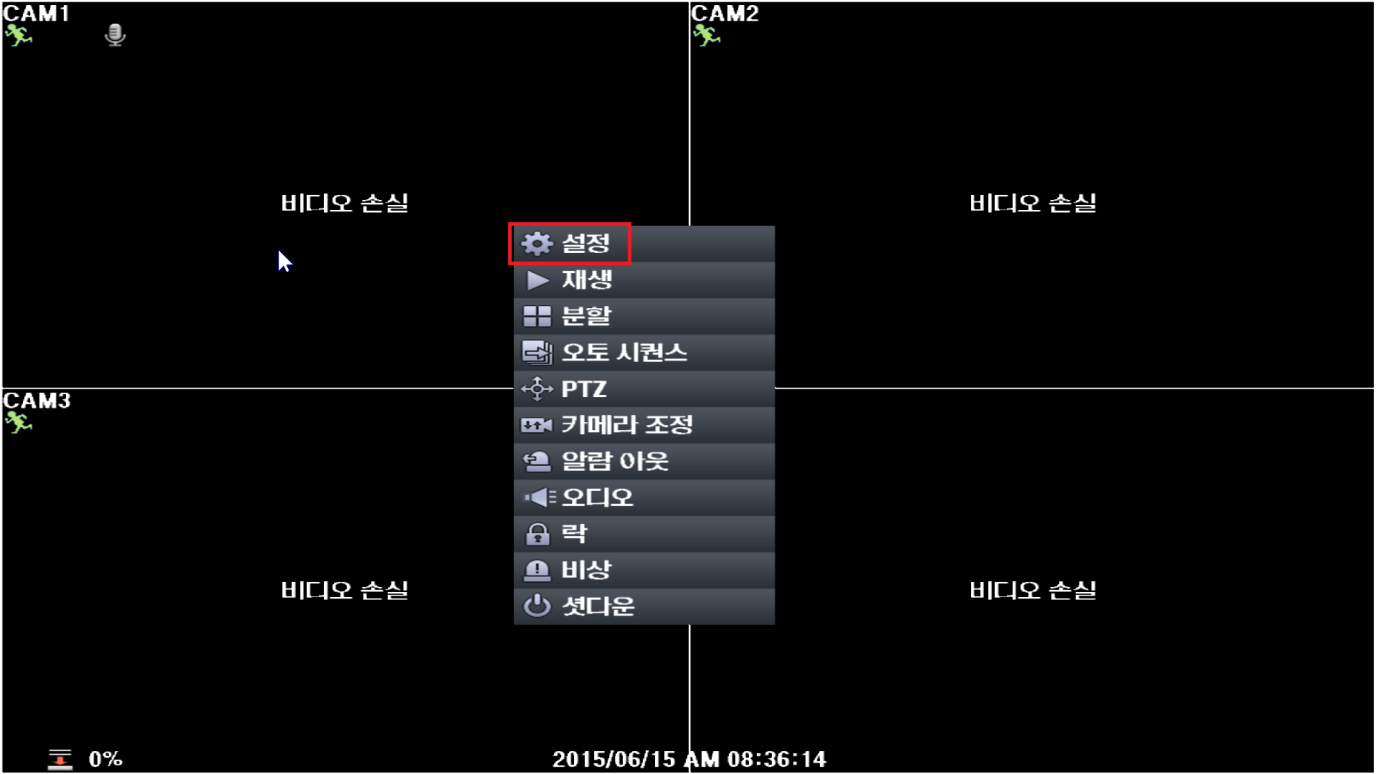 CAM1
CAM2
비디오 손실
비디오 손실
설정
재생
분할
오토 시퀀스
CAM3
PTZ
카메라 조정
알람 아웃
오디오
락
비상
비디오 손실
비디오 손실
셧다운
0%
2015/06/15 AM 08:36:14